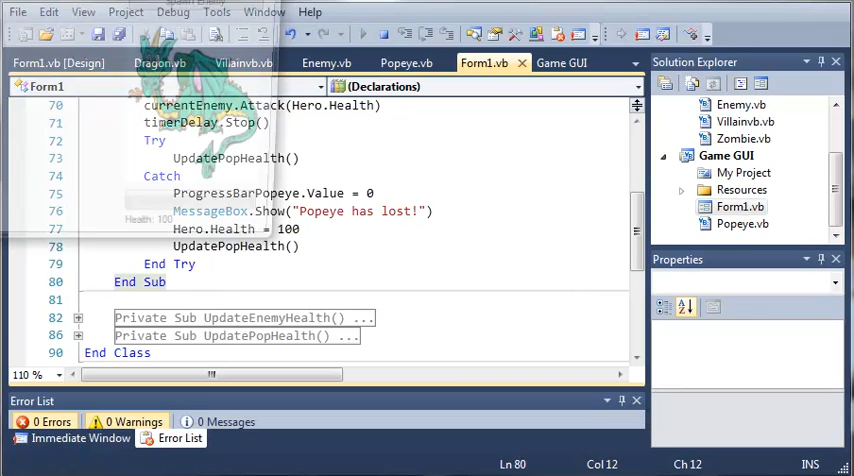 Spawn Enemy
File Edit View Project Debug Tools Window Help
Form1.vb [Design] Dragon.vb Villainvb.vb Enemy.vb Popeye.vb Form1.vb Game GUI
Solution Explorer
Form1 (Declarations)
70 currentEnemy.Attack(Hero.Health)
71 timerDelay.Stop()
72 Try
73 UpdatePopHealth()
74 Catch
75 ProgressBarPopeye.Value = 0
76 MessageBox.Show("Popeye has lost!")
77 Hero.Health = 100
78 UpdatePopHealth()
79 End Try
80 End Sub
81
82 Private Sub UpdateEnemyHealth() ...
86 Private Sub UpdatePopHealth() ...
90 End Class
Health: 100
Enemy.vb
Villainvb.vb
Zombie.vb
Game GUI
My Project
Resources
Form1.vb
Popeye.vb
Properties
110 %
Error List
0 Errors 0 Warnings 0 Messages
Immediate Window Error List
Ln 80 Col 12 Ch 12 INS